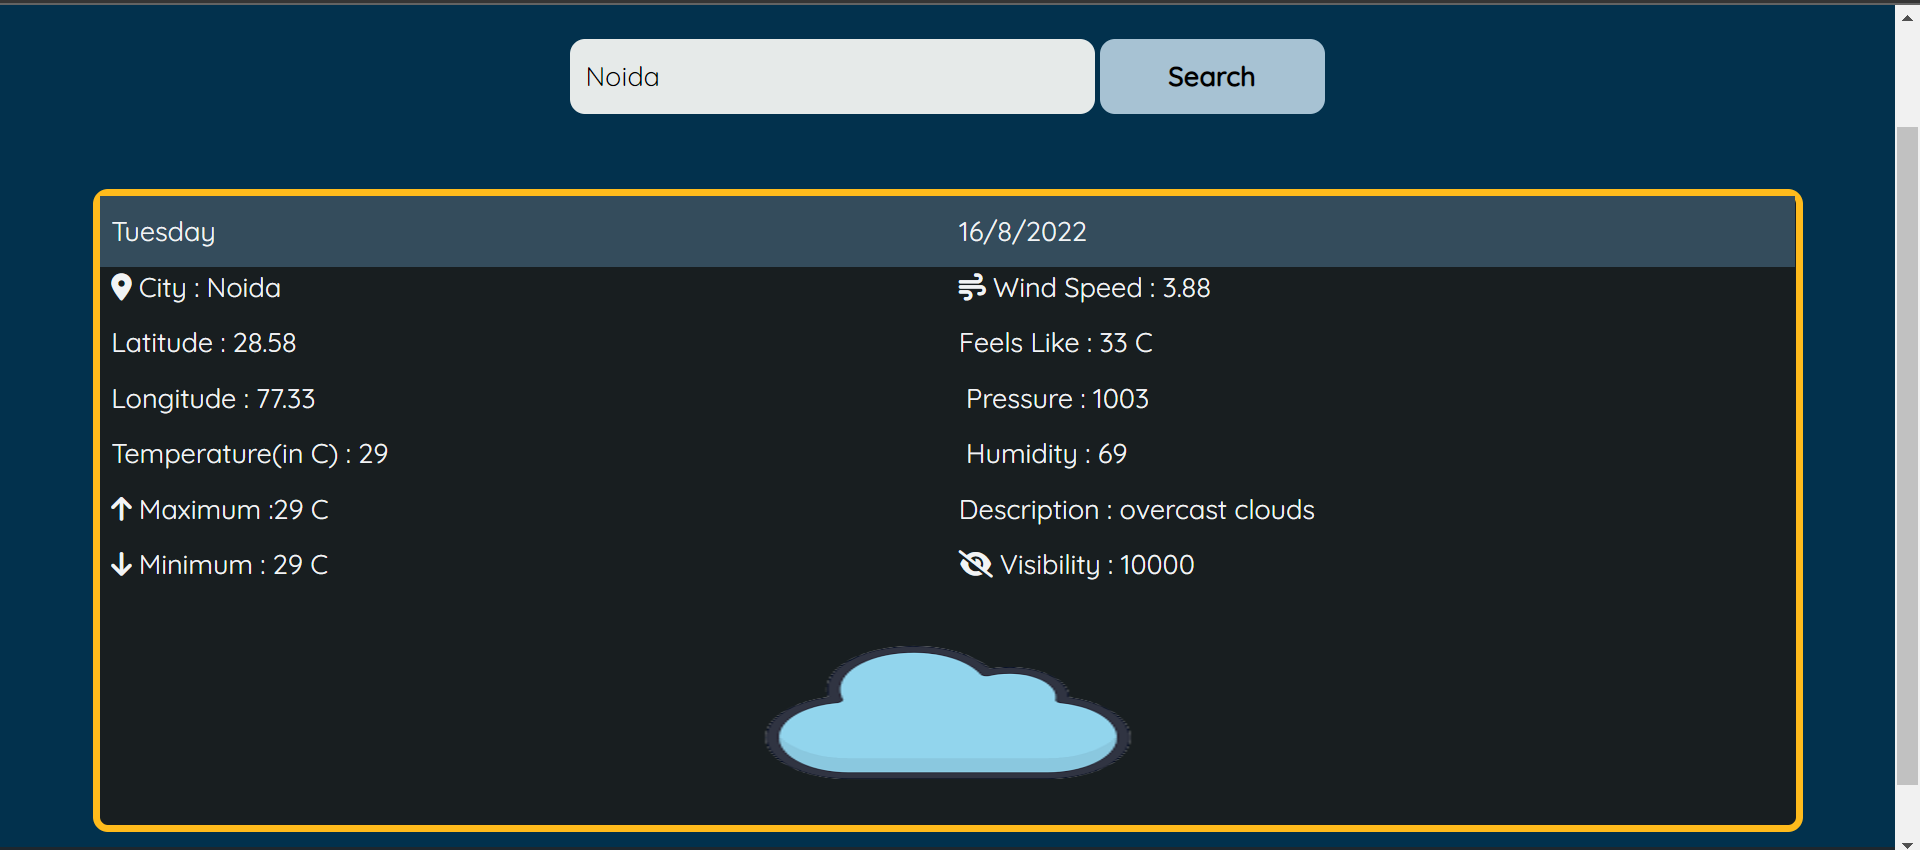 Noida
Search
Tuesday
16/8/2022
City : Noida
Wind Speed : 3.88
Latitude : 28.58
Feels Like : 33 C
Longitude : 77.33
Pressure : 1003
Temperature(in C) : 29
Humidity : 69
Maximum :29 C
Description : overcast clouds
Minimum : 29 C
Visibility : 10000